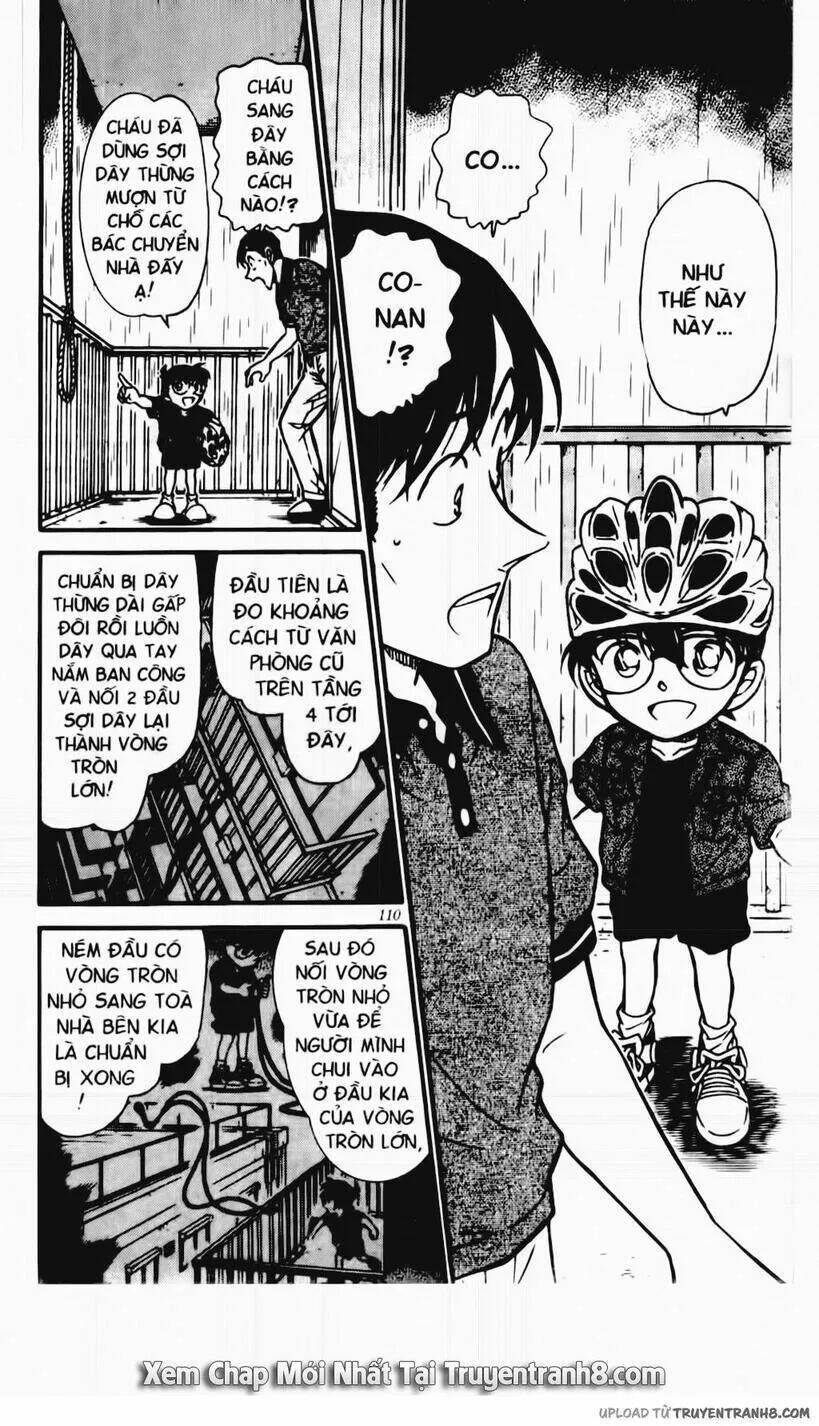 NHƯ
THẾ NÀY
NÀY...
CO...
CO-
NAN
!?
CHÁU
SANG
ĐÂY
BẰNG
CÁCH
NÀO!?
CHÁU ĐÃ
DÙNG SỢI
DÂY THỪNG
MƯỢN TỪ
CHỖ CÁC
BÁC CHUYỂN
NHÀ ĐẤY
Ạ!
ĐẦU TIÊN LÀ
ĐO KHOẢNG
CÁCH TỪ VĂN
PHÒNG CŨ
TRÊN TẦNG
4 TỚI
ĐÂY,
CHUẨN BỊ DÂY
THỪNG DÀI GẤP
ĐÔI RỒI LUỒN
DÂY QUA TAY
NẮM BAN CÔNG
VÀ NỐI 2 ĐẦU
SỢI DÂY LẠI
THÀNH VÒNG
TRÒN
LỚN!
110
SAU ĐÓ
NỐI VÒNG
TRÒN NHỎ
VỪA ĐỂ
NGƯỜI MÌNH
CHUI VÀO
Ở ĐẦU KIA
CỦA VÒNG
TRÒN LỚN,
NÉM ĐẦU CÓ
VÒNG TRÒN
NHỎ SANG TOÀ
NHÀ BÊN KIA
LÀ CHUẨN
BỊ XONG
!
Xem Chap Mới Nhất Tại Truyentranh8.com
UPLOAD TỪ TRUYENTRANH8.COM